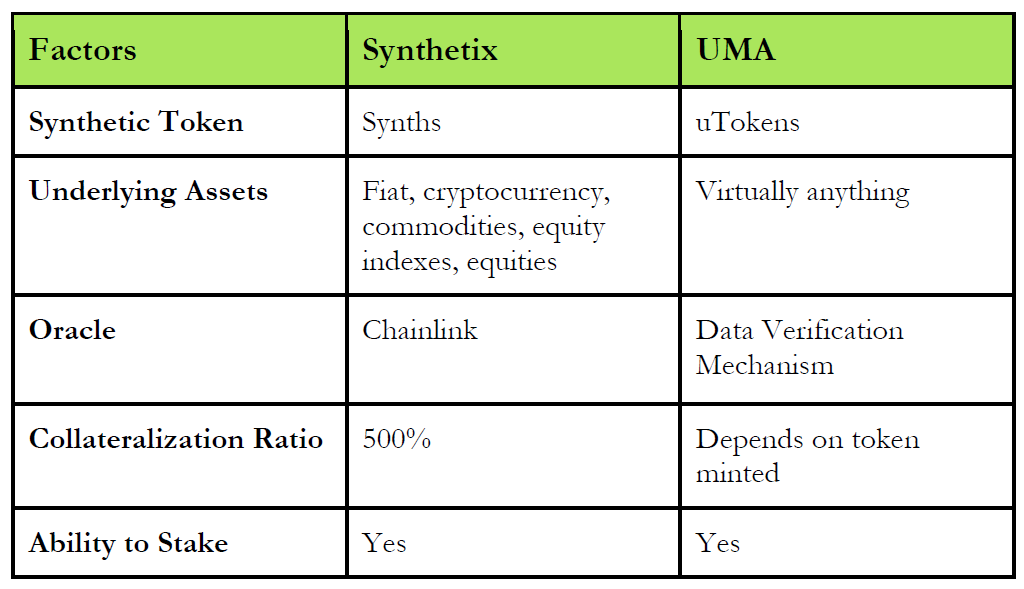 Factors
Synthetix
UMA
Synthetic Token
Synths
uTokens
Underlying Assets
Fiat, cryptocurrency,
commodities, equity
indexes, equities
Virtually anything
Oracle
Chainlink
Data Verification
Mechanism
Collateralization Ratio
500%
Depends on token
minted
Ability to Stake
Yes
Yes